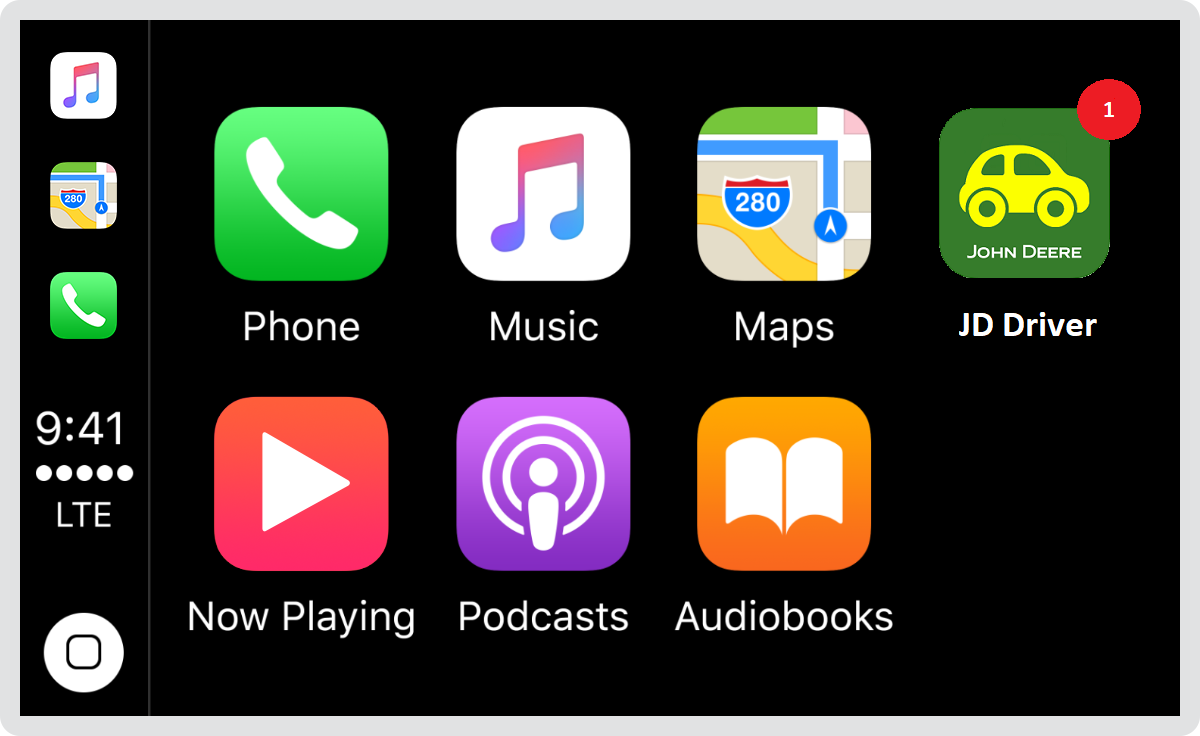 280
9:41
LTE
1
280
JOHN DEERE
Phone
Music
Maps
JD Driver
Now Playing
Podcasts
Audiobooks